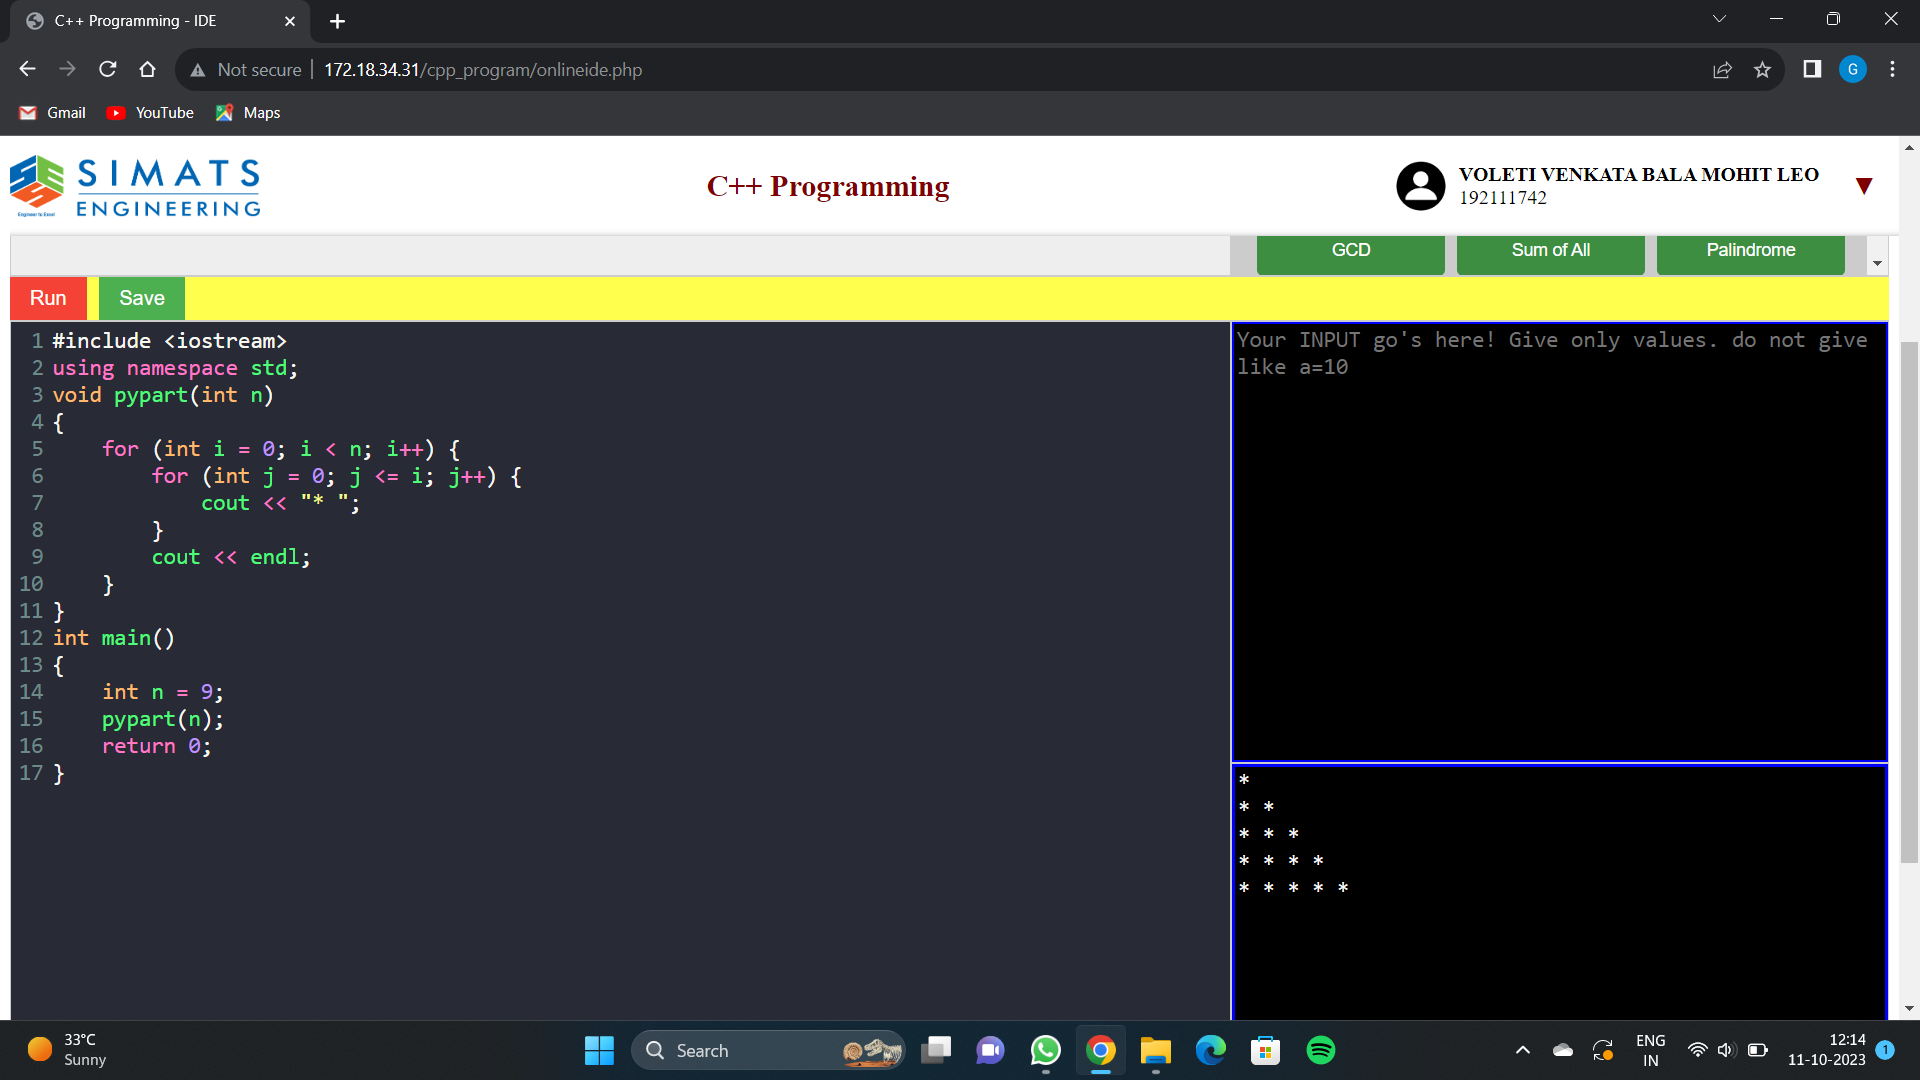 C++ Programming - IDE
Not secure 172.18.34.31/cpp_program/onlineide.php
G
Gmail YouTube Maps
SIMATS
ENGINEERING
Engineer to Excel
C++ Programming
VOLETI VENKATA BALA MOHIT LEO
192111742
GCD Sum of All Palindrome
Run Save
1 #include <iostream>
2 using namespace std;
3 void pypart(int n)
4 {
5     for (int i = 0; i < n; i++) {
6         for (int j = 0; j <= i; j++) {
7             cout << "* ";
8         }
9         cout << endl;
10     }
11 }
12 int main()
13 {
14     int n = 9;
15     pypart(n);
16     return 0;
17 }
Your INPUT go's here! Give only values. do not give
like a=10
*
* *
* * *
* * * *
* * * * *
33°C
Sunny
Search
ENG
IN
12:14
11-10-2023
1